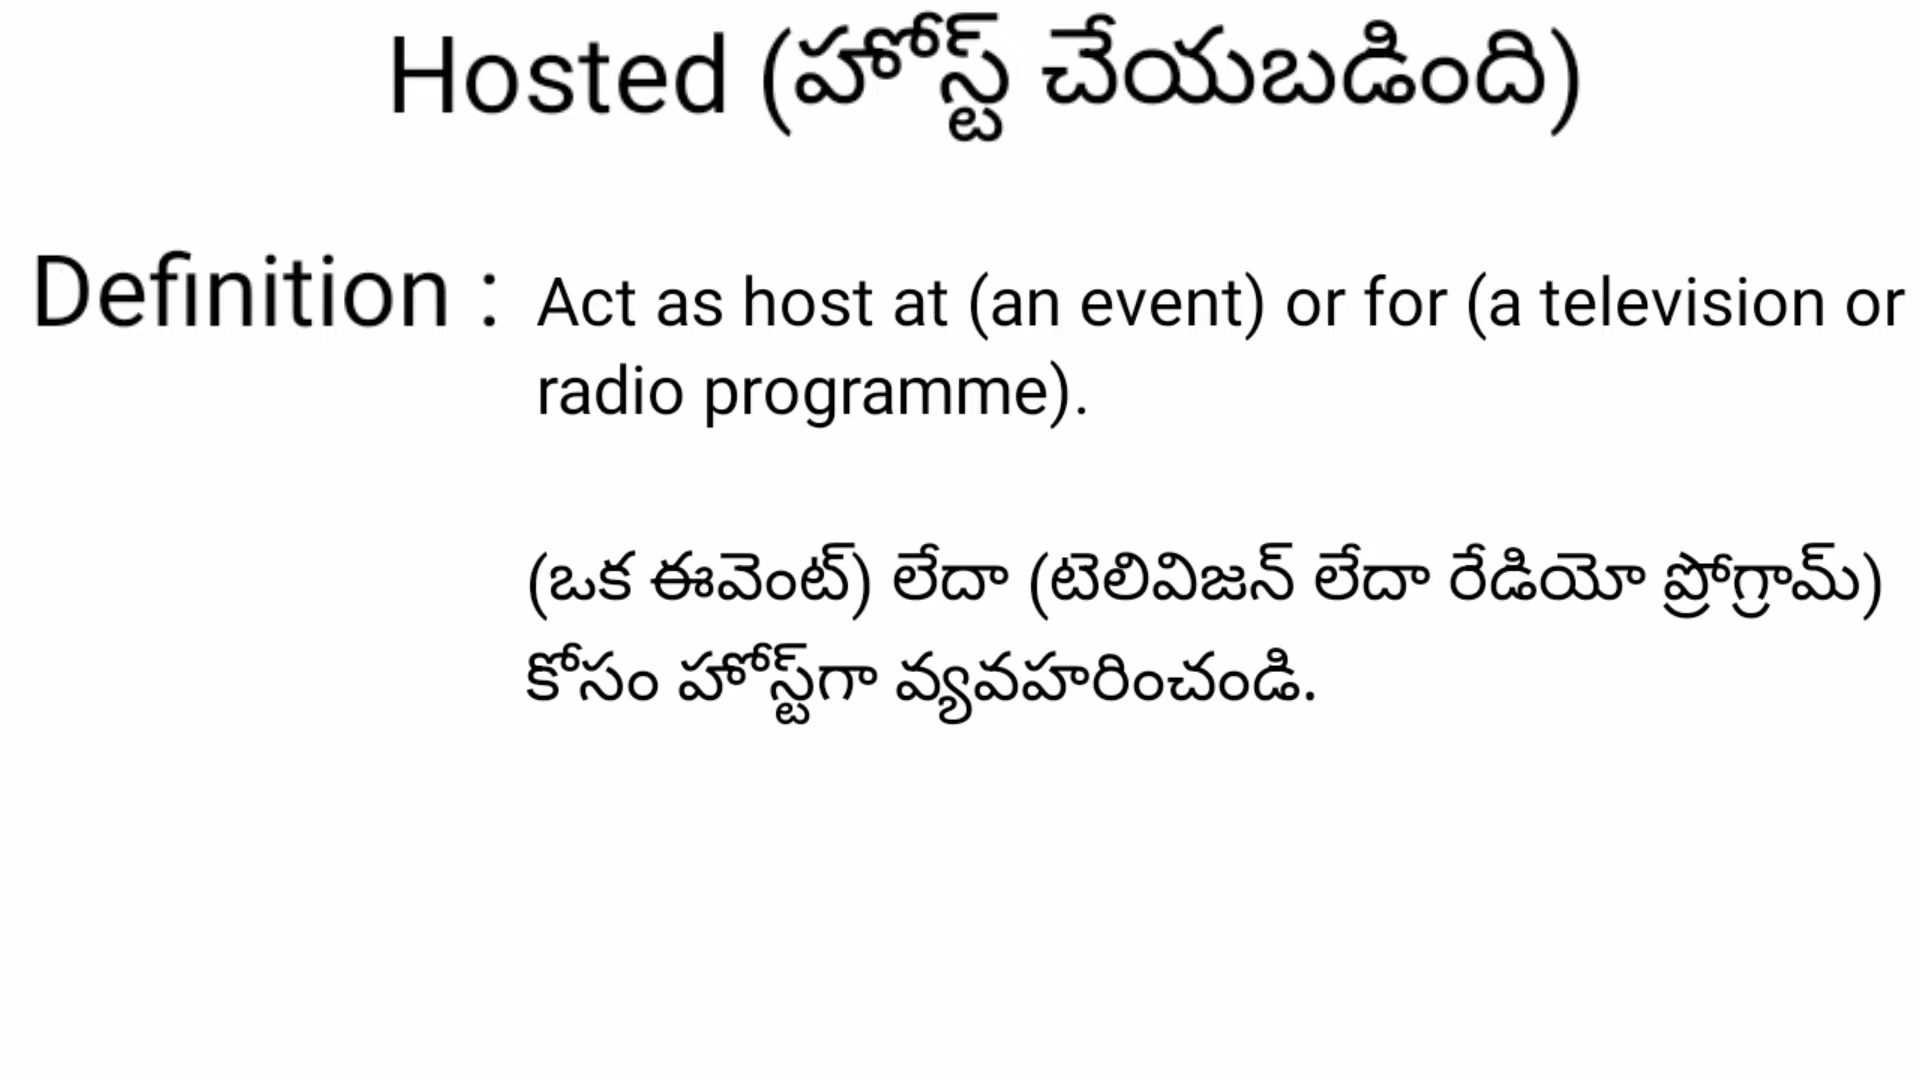 Hosted (హోస్ట్ చేయబడింది)
Definition : Act as host at (an event) or for (a television or
radio programme).
(ఒక ఈవెంట్) లేదా (టెలివిజన్ లేదా రేడియో ప్రోగ్రామ్)
కోసం హోస్ట్‌గా వ్యవహరించండి.